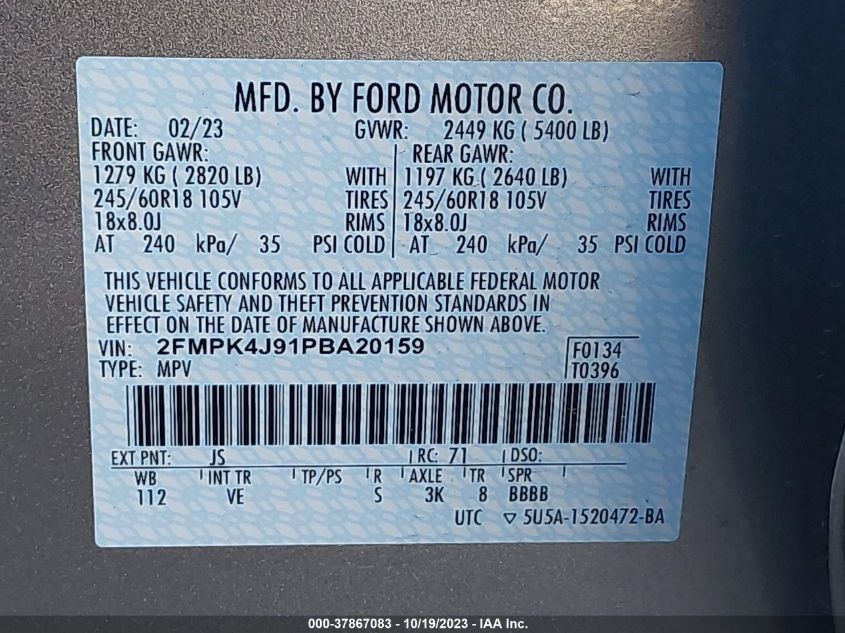 MFD. BY FORD MOTOR CO.
DATE: 02/23 GVWR: 2449 KG ( 5400 LB)
FRONT GAWR: REAR GAWR:
1279 KG ( 2820 LB) WITH 1197 KG ( 2640 LB) WITH
245/60R18 105V TIRES 245/60R18 105V TIRES
18x8.0J RIMS 18x8.0J RIMS
AT 240 kPa/ 35 PSI COLD AT 240 kPa/ 35 PSI COLD
THIS VEHICLE CONFORMS TO ALL APPLICABLE FEDERAL MOTOR
VEHICLE SAFETY AND THEFT PREVENTION STANDARDS IN
EFFECT ON THE DATE OF MANUFACTURE SHOWN ABOVE.
VIN: 2FMPK4J91PBA20159 F0134
TYPE: MPV T0396
EXT PNT: JS RC: 71 DSO:
WB INT TR TP/PS R AXLE TR SPR
112 VE S 3K 8 BBBB
UTC ▽ 5U5A-1520472-BA
000-37867083 - 10/19/2023 - IAA Inc.